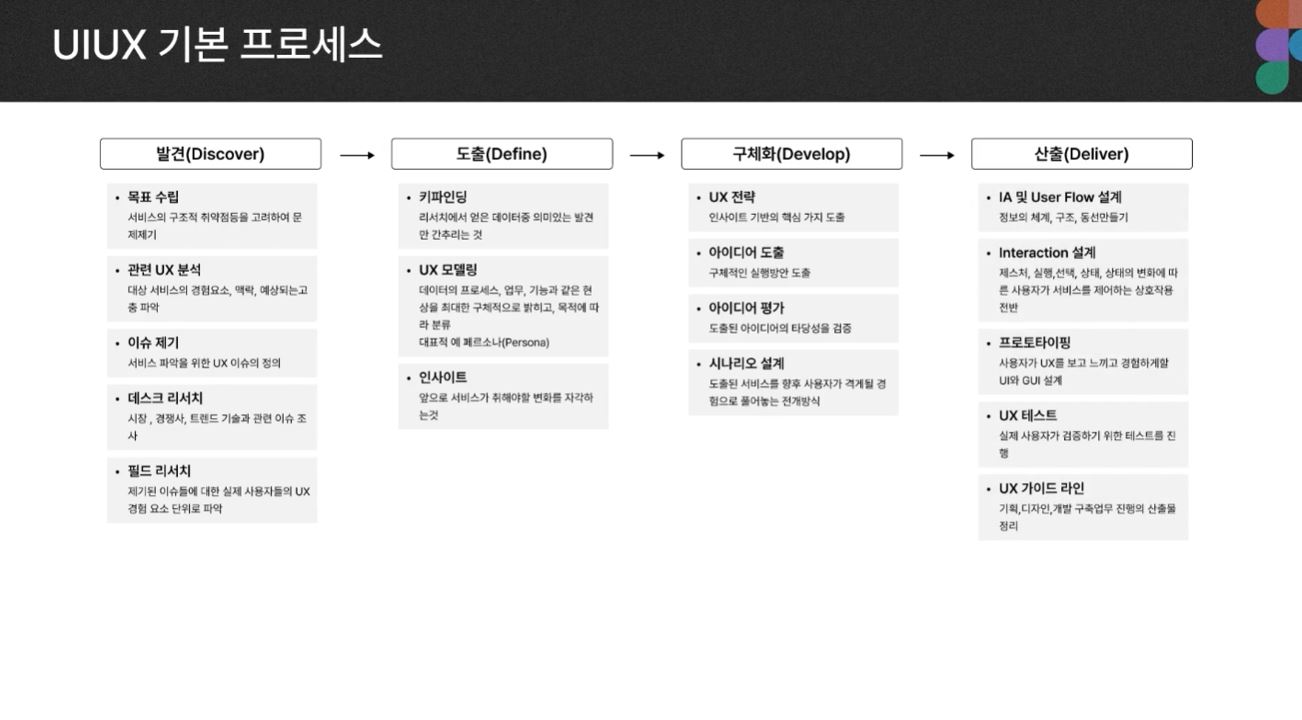 UIUX 기본 프로세스
발견(Discover)
• 목표 수립
서비스의 구조적 취약점등을 고려하여 문
제제기
• 관련 UX 분석
대상 서비스의 경험요소, 맥락, 예상되는고
충 파악
• 이슈 제기
서비스 파악을 위한 UX 이슈의 정의
• 데스크 리서치
시장 , 경쟁사, 트렌드 기술과 관련 이슈 조
사
• 필드 리서치
제기된 이슈들에 대한 실제 사용자들의 UX
경험 요소 단위로 파악
도출(Define)
• 키파인딩
리서치에서 얻은 데이터중 의미있는 발견
만 간추리는 것
• UX 모델링
데이터의 프로세스, 업무, 기능과 같은 현
상을 최대한 구체적으로 밝히고, 목적에 따
라 분류
대표적 예 페르소나(Persona)
• 인사이트
앞으로 서비스가 취해야할 변화를 자각하
는것
구체화(Develop)
• UX 전략
인사이트 기반의 핵심 가지 도출
• 아이디어 도출
구체적인 실행방안 도출
• 아이디어 평가
도출된 아이디어의 타당성을 검증
• 시나리오 설계
도출된 서비스를 향후 사용자가 격게될 경
험으로 풀어놓는 전개방식
산출(Deliver)
• IA 및 User Flow 설계
정보의 체계, 구조, 동선만들기
• Interaction 설계
제스처, 실행,선택, 상태, 상태의 변화에 따
른 사용자가 서비스를 제어하는 상호작용
전반
• 프로토타이핑
사용자가 UX를 보고 느끼고 경험하게할
UI와 GUI 설계
• UX 테스트
실제 사용자가 검증하기 위한 테스트를 진
행
• UX 가이드 라인
기획,디자인,개발 구축업무 진행의 산출물
정리